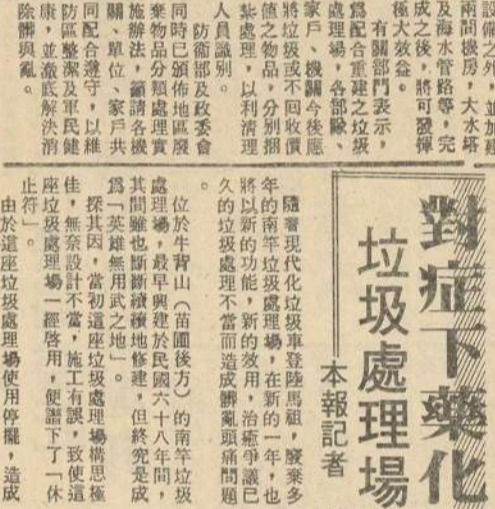 設備之外，並加建
兩間機房，大水塔
及海水管路等，完
成之後，將可發揮
極大效益。
有關部門表示，
爲配合重建之垃圾
處理場，各部隊、
家戶、機關今後應
將垃圾或不回收價
值之物品，分別捆
紮處理，以利清理
人員識別。
防衛部及政委會
同時已頒佈地區廢
棄物品分類處理實
施辦法，籲請各機
關、單位、家戶共
同配合遵守，以維
防區整潔及軍民健
康，並澈底解決消
除髒與亂。
對症下藥化
垃圾處理場
本報記者
隨著現代化垃圾車登陸馬祖，廢棄多
年的南竿垃圾處理場，在新的一年，也
將以新的功能，新的效用，治癒爭議已
久的垃圾處理不當而造成髒亂頭痛問題
。
位於牛背山（苗圃後方）的南竿垃圾
處理場，最早興建於民國六十八年間，
其間雖也斷斷續續地修建，但終究是成
爲「英雄無用武之地」。
探其因，當初這座垃圾處理場構思極
佳，無奈設計不當，施工有誤，致使這
座垃圾處理場一經啓用，便譜下了「休
止符」。
由於這座垃圾處理場使用停擺，造成